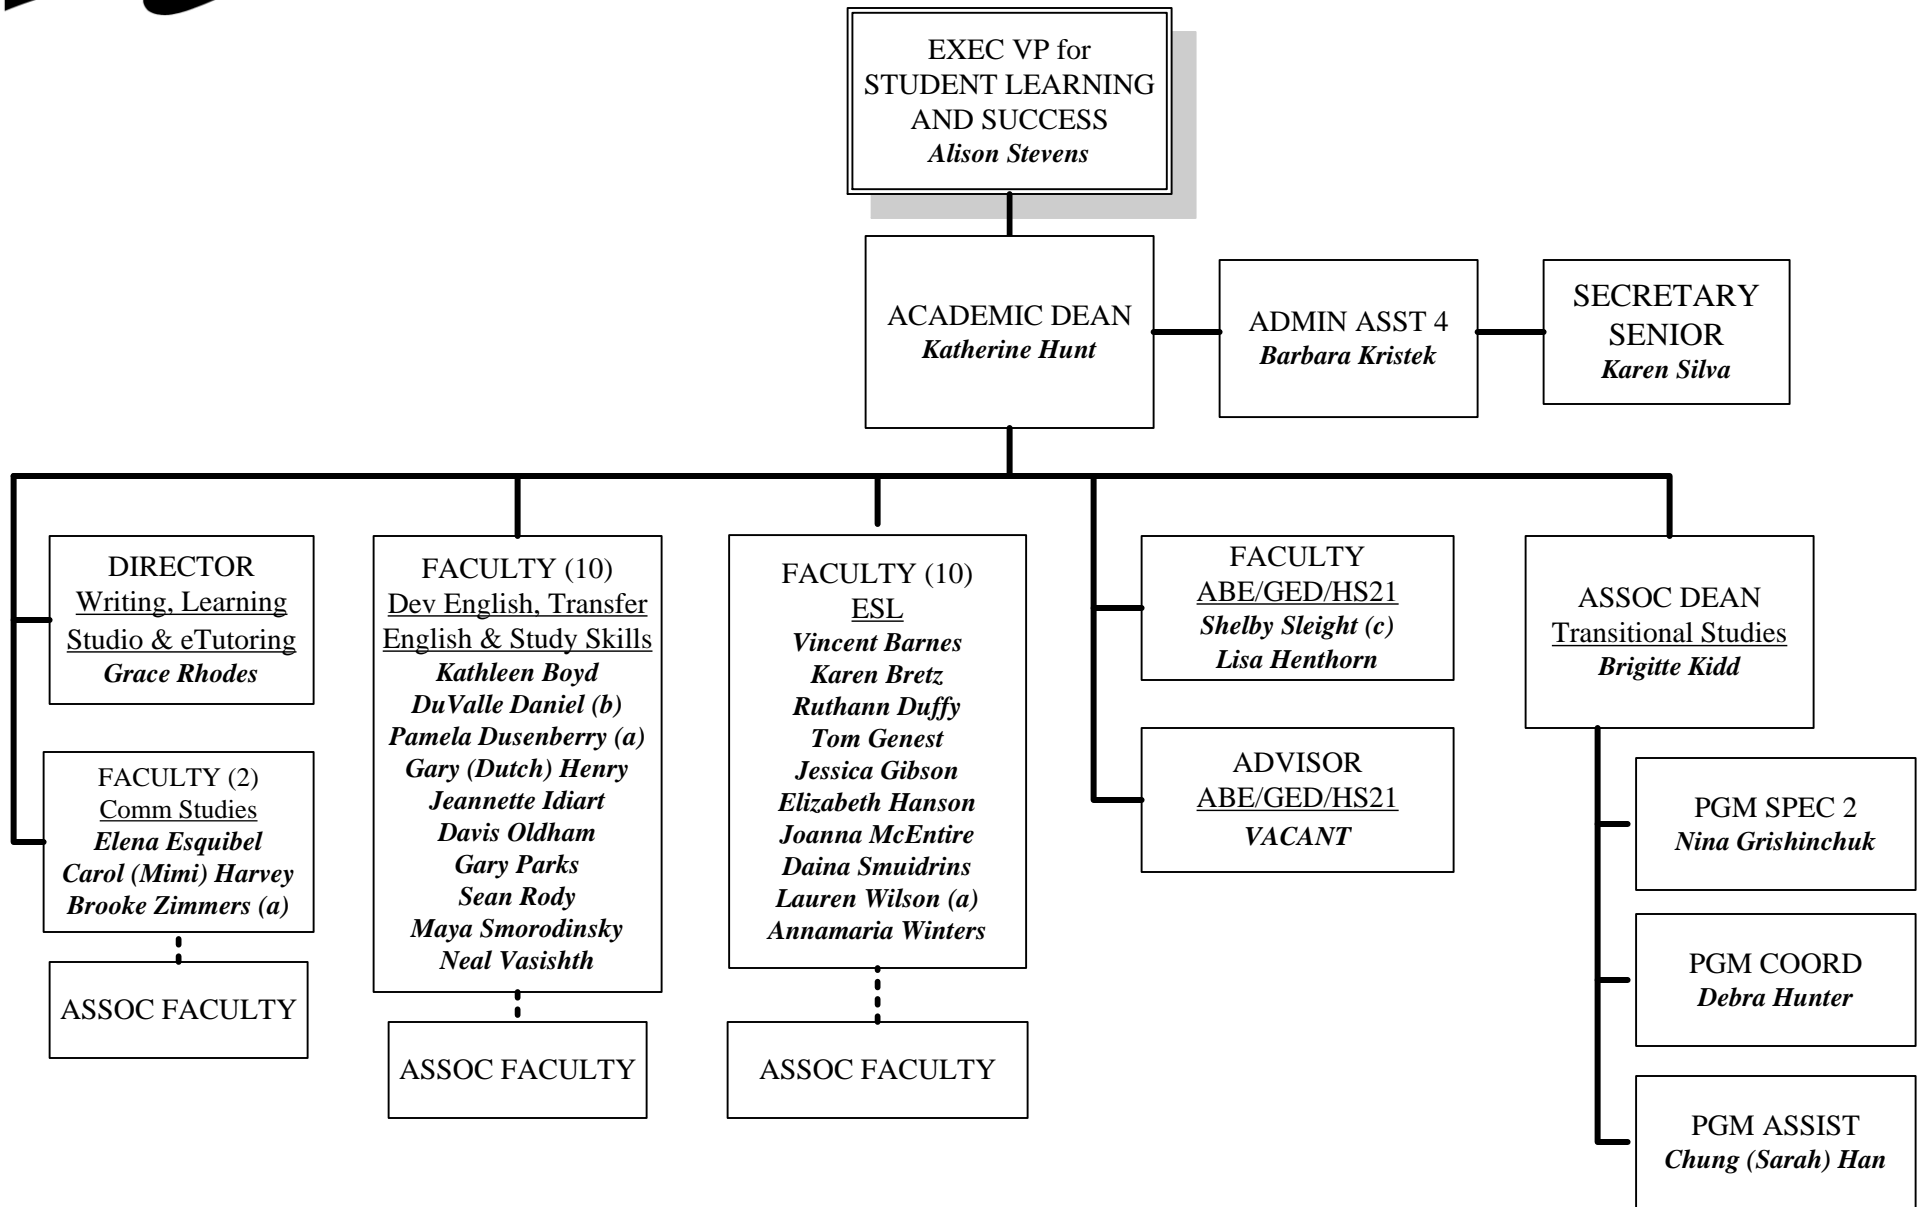 EXEC VP for
STUDENT LEARNING
AND SUCCESS
Alison Stevens
ACADEMIC DEAN
Katherine Hunt
ADMIN ASST 4
Barbara Kristek
SECRETARY
SENIOR
Karen Silva
DIRECTOR
Writing, Learning
Studio & eTutoring
Grace Rhodes
FACULTY (2)
Comm Studies
Elena Esquibel
Carol (Mimi) Harvey
Brooke Zimmers (a)
ASSOC FACULTY
FACULTY (10)
Dev English, Transfer
English & Study Skills
Kathleen Boyd
DuValle Daniel (b)
Pamela Dusenberry (a)
Gary (Dutch) Henry
Jeannette Idiart
Davis Oldham
Gary Parks
Sean Rody
Maya Smorodinsky
Neal Vasishth
ASSOC FACULTY
FACULTY (10)
ESL
Vincent Barnes
Karen Bretz
Ruthann Duffy
Tom Genest
Jessica Gibson
Elizabeth Hanson
Joanna McEntire
Daina Smuidrins
Lauren Wilson (a)
Annamaria Winters
ASSOC FACULTY
FACULTY
ABE/GED/HS21
Shelby Sleight (c)
Lisa Henthorn
ADVISOR
ABE/GED/HS21
VACANT
ASSOC DEAN
Transitional Studies
Brigitte Kidd
PGM SPEC 2
Nina Grishinchuk
PGM COORD
Debra Hunter
PGM ASSIST
Chung (Sarah) Han